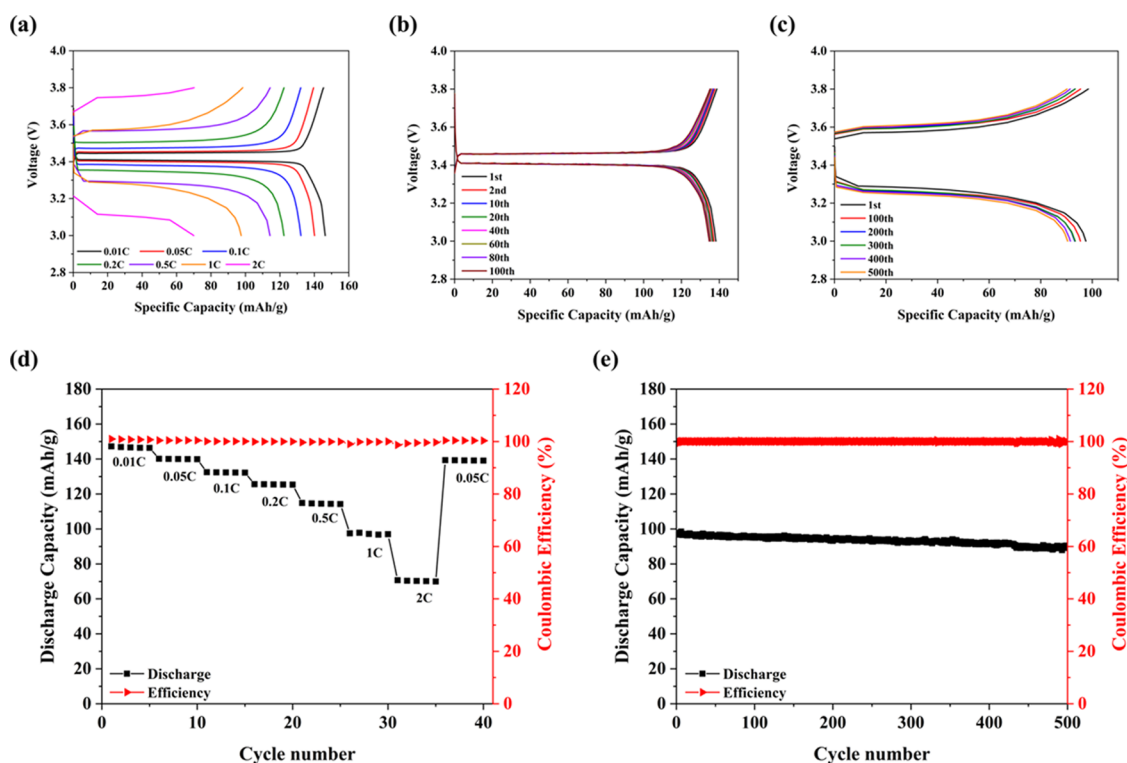 (a)
4.0
3.8
3.6
3.4
3.2
3.0
2.8
Voltage (V)
0.01C 0.05C 0.1C
0.2C 0.5C 1C 2C
0 20 40 60 80 100 120 140 160
Specific Capacity (mAh/g)
(b)
4.0
3.8
3.6
3.4
3.2
3.0
2.8
Voltage (V)
1st
2nd
10th
20th
40th
60th
80th
100th
0 20 40 60 80 100 120 140 160
Specific Capacity (mAh/g)
(c)
4.0
3.8
3.6
3.4
3.2
3.0
2.8
Voltage (V)
1st
100th
200th
300th
400th
500th
0 20 40 60 80 100
Specific Capacity (mAh/g)
(d)
180
160
140
120
100
80
60
40
20
0
Discharge Capacity (mAh/g)
0.01C
0.05C
0.1C
0.2C
0.5C
1C
2C
0.05C
Discharge
Efficiency
120
100
80
60
40
20
0
Coulombic Efficiency (%)
0 10 20 30 40
Cycle number
(e)
180
160
140
120
100
80
60
40
20
0
Discharge Capacity (mAh/g)
Discharge
Efficiency
120
100
80
60
40
20
0
Coulombic Efficiency (%)
0 100 200 300 400 500
Cycle number